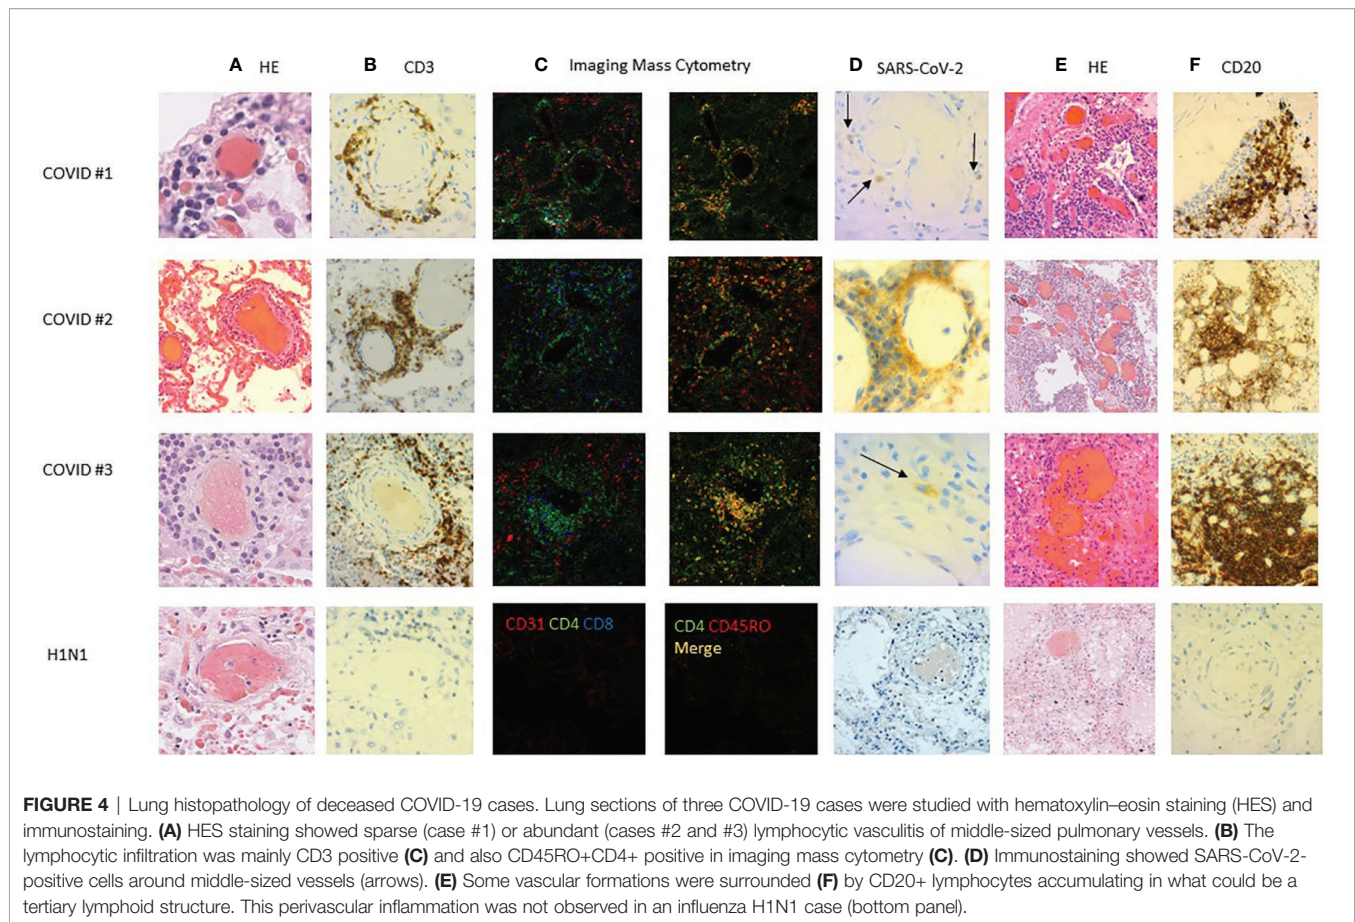 A HE B CD3 C Imaging Mass Cytometry D SARS-CoV-2 E HE F CD20
COVID #1
COVID #2
COVID #3
H1N1
CD31 CD4 CD8
CD4 CD45RO
Merge
FIGURE 4 | Lung histopathology of deceased COVID-19 cases. Lung sections of three COVID-19 cases were studied with hematoxylin–eosin staining (HES) and
immunostaining. (A) HES staining showed sparse (case #1) or abundant (cases #2 and #3) lymphocytic vasculitis of middle-sized pulmonary vessels. (B) The
lymphocytic infiltration was mainly CD3 positive (C) and also CD45RO+CD4+ positive in imaging mass cytometry (C). (D) Immunostaining showed SARS-CoV-2-
positive cells around middle-sized vessels (arrows). (E) Some vascular formations were surrounded (F) by CD20+ lymphocytes accumulating in what could be a
tertiary lymphoid structure. This perivascular inflammation was not observed in an influenza H1N1 case (bottom panel).